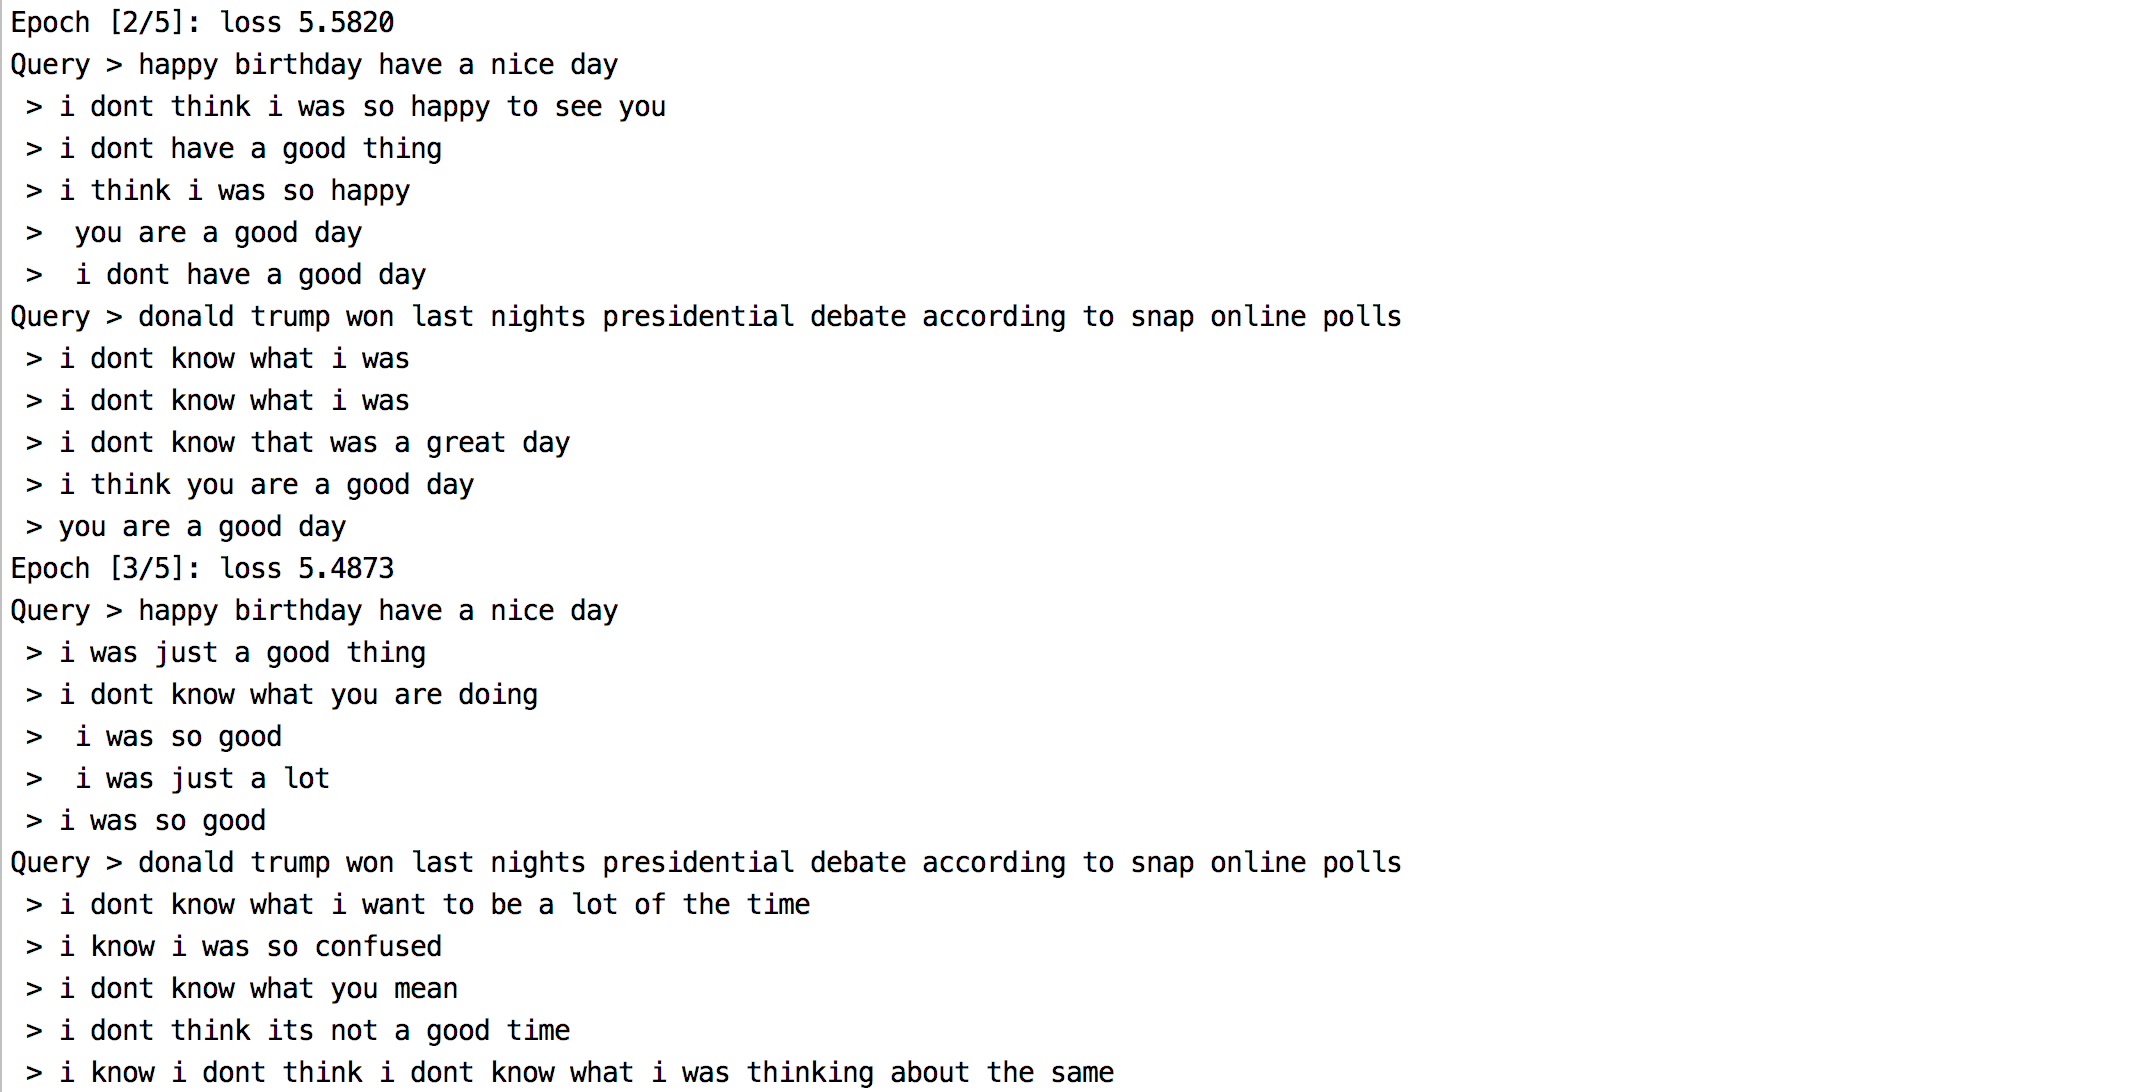 Epoch [2/5]: loss 5.5820
Query > happy birthday have a nice day
 > i dont think i was so happy to see you
 > i dont have a good thing
 > i think i was so happy
 >  you are a good day
 >  i dont have a good day
Query > donald trump won last nights presidential debate according to snap online polls
 > i dont know what i was
 > i dont know what i was
 > i dont know that was a great day
 > i think you are a good day
 > you are a good day
Epoch [3/5]: loss 5.4873
Query > happy birthday have a nice day
 > i was just a good thing
 > i dont know what you are doing
 >  i was so good
 >  i was just a lot
 > i was so good
Query > donald trump won last nights presidential debate according to snap online polls
 > i dont know what i want to be a lot of the time
 > i know i was so confused
 > i dont know what you mean
 > i dont think its not a good time
 > i know i dont think i dont know what i was thinking about the same